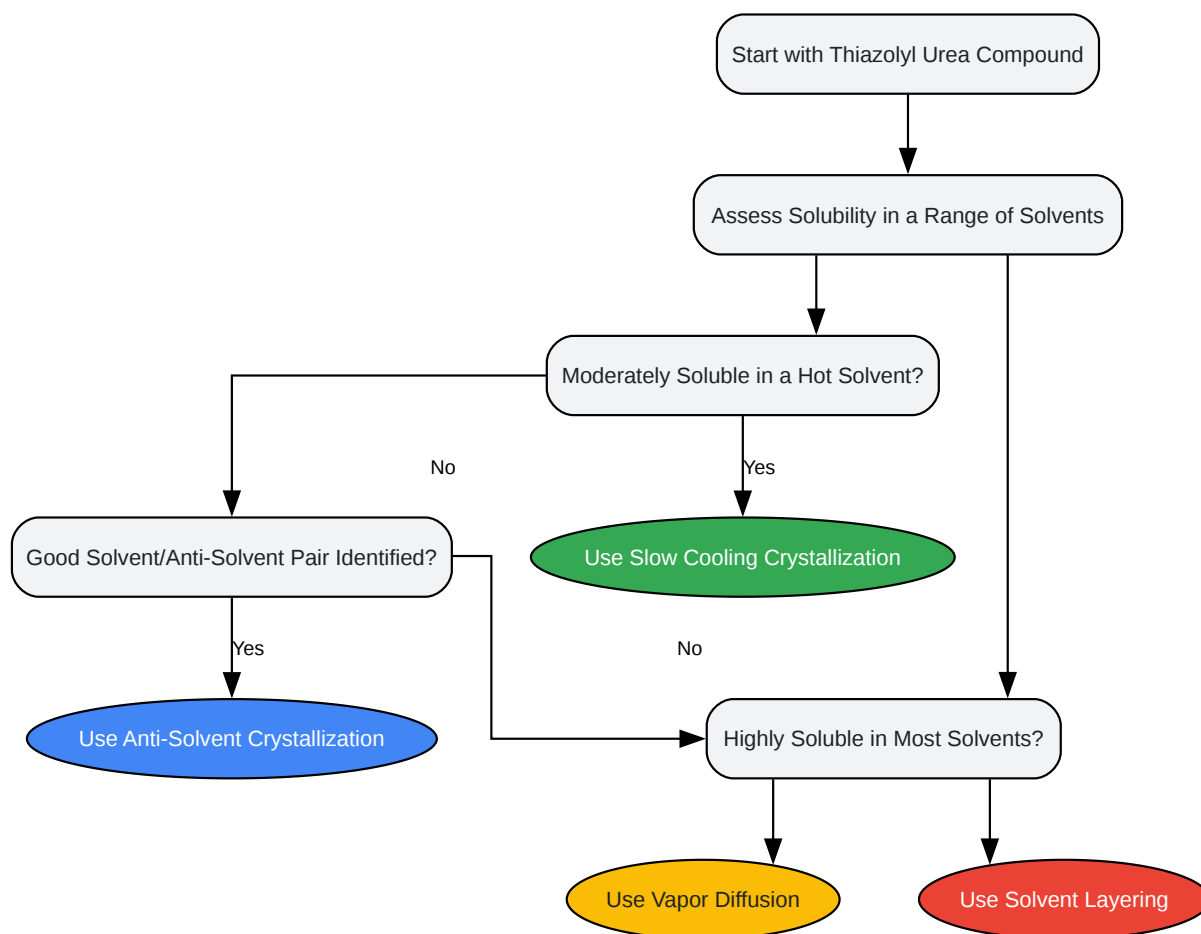 Start with Thiazolyl Urea Compound
Assess Solubility in a Range of Solvents
Moderately Soluble in a Hot Solvent?
No
Yes
Good Solvent/Anti-Solvent Pair Identified?
Use Slow Cooling Crystallization
Yes
No
Use Anti-Solvent Crystallization
Highly Soluble in Most Solvents?
Use Vapor Diffusion
Use Solvent Layering